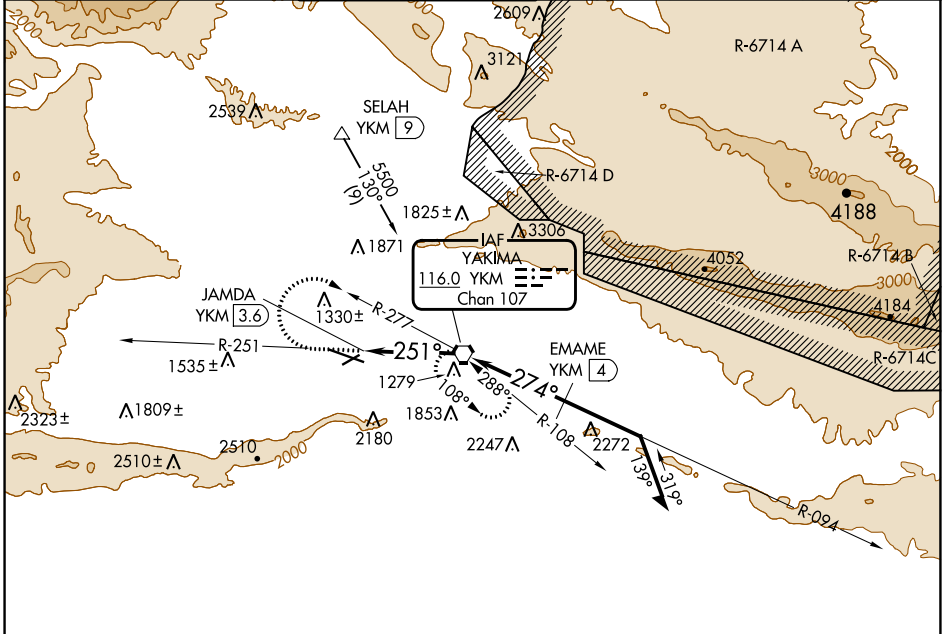 2000
2609
R-6714 A
3121
2539
SELAH
YKM 9
2000
5500
130°
(9)
R-6714 D
3000
4188
1825 ±
3306
1871
IAF
YAKIMA
116.0 YKM
Chan 107
4052
R-6714 B
3000
4184
R-6714C
JAMDA
YKM 3.6
1330 ±
R-277
R-251
251°
EMAME
YKM 4
1535 ±
1279
288°
274°
108°
2323 ±
1809 ±
1853
R-108
2180
2247
2272
2510
2510 ±
2000
139°
319°
R-094